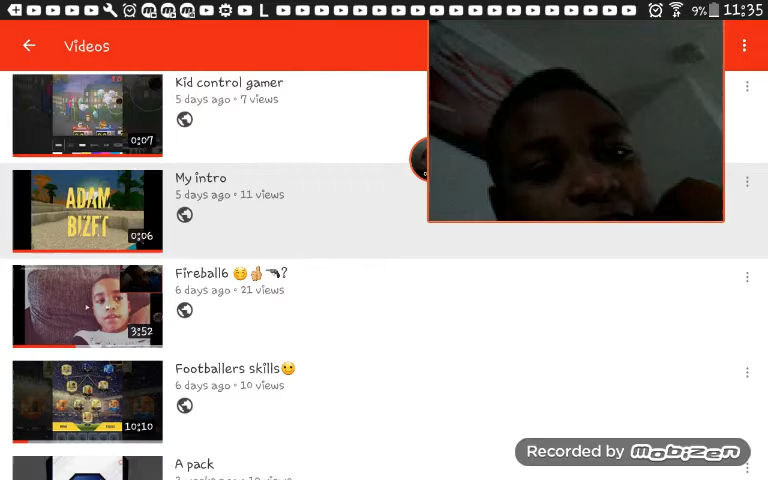 L
9% 11:35
Videos
Kid control gamer
5 days ago • 7 views
0:07
My intro
5 days ago • 11 views
ADAM
BIZET
0:06
Fireball6 😊👍🔫?
6 days ago • 21 views
3:52
Footballers skills🙂
6 days ago • 10 views
10:10
A pack
Recorded by mobizen